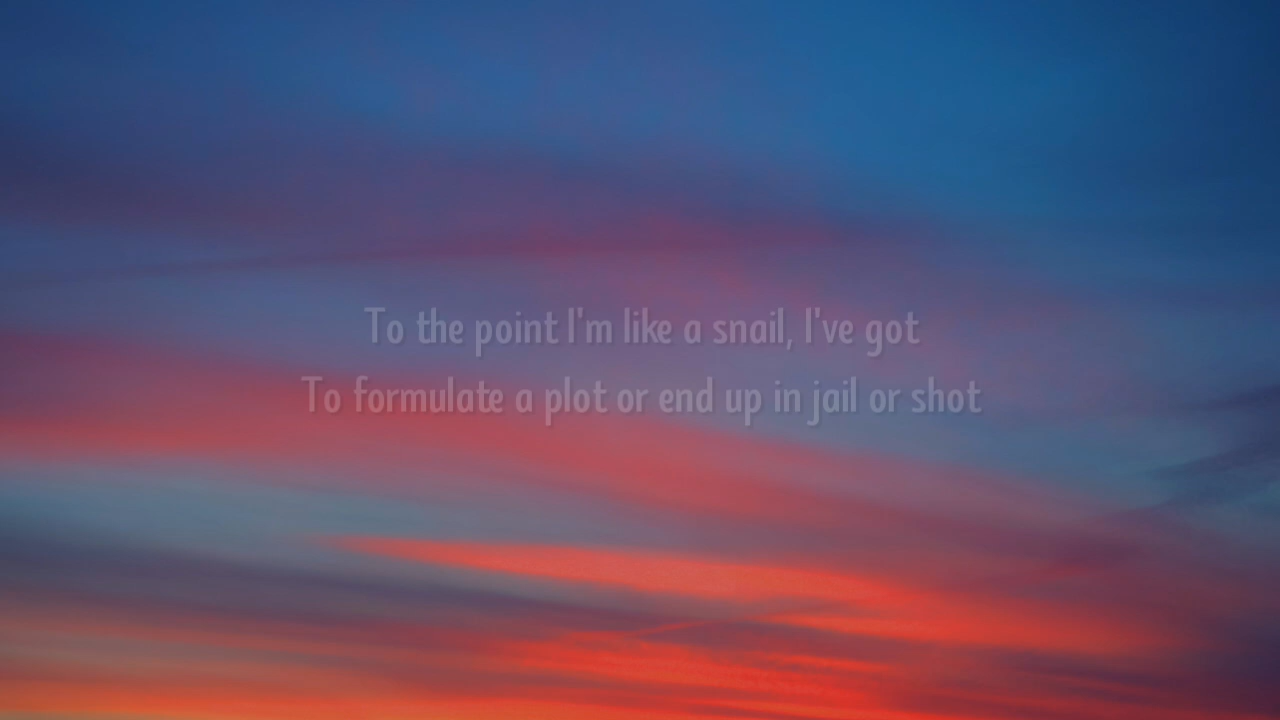 To the point I'm like a snail, I've got
To formulate a plot or end up in jail or shot